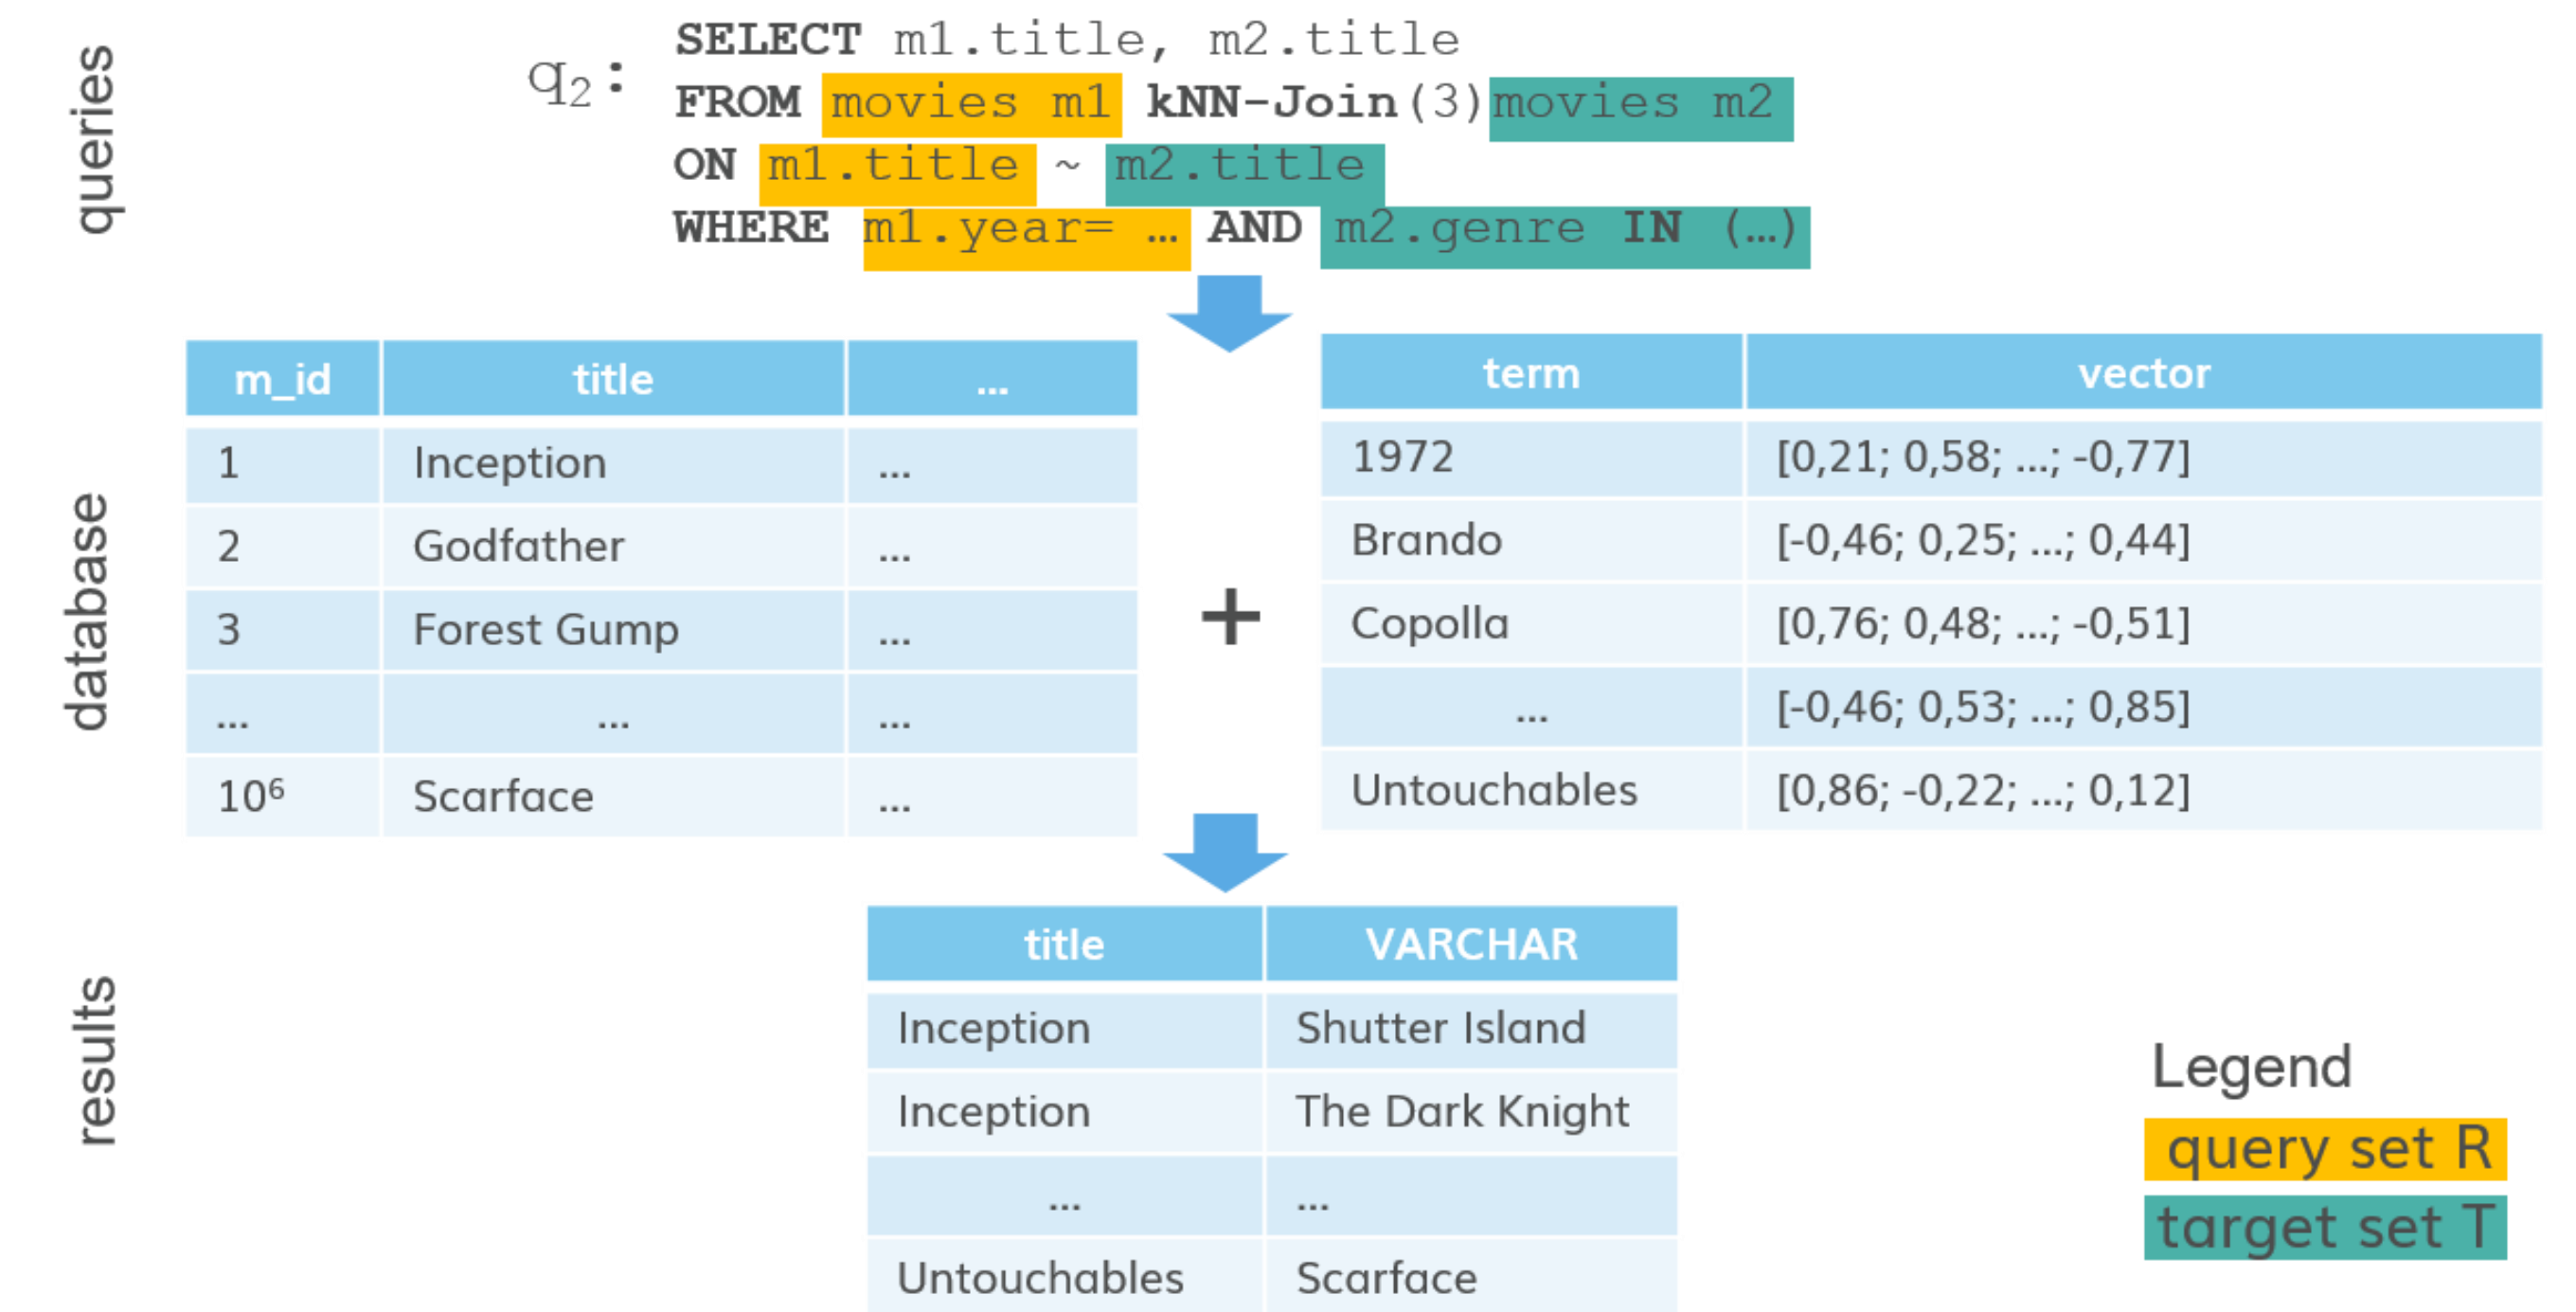 queries
q2: SELECT m1.title, m2.title
FROM movies m1 kNN-Join(3)movies m2
ON m1.title ~ m2.title
WHERE m1.year= … AND m2.genre IN (…)
database
m_id title ...
1 Inception ...
2 Godfather ...
3 Forest Gump ...
... ... ...
10⁶ Scarface ...
+
term vector
1972 [0,21; 0,58; ...; -0,77]
Brando [-0,46; 0,25; ...; 0,44]
Copolla [0,76; 0,48; ...; -0,51]
... [-0,46; 0,53; ...; 0,85]
Untouchables [0,86; -0,22; ...; 0,12]
results
title VARCHAR
Inception Shutter Island
Inception The Dark Knight
... ...
Untouchables Scarface
Legend
query set R
target set T